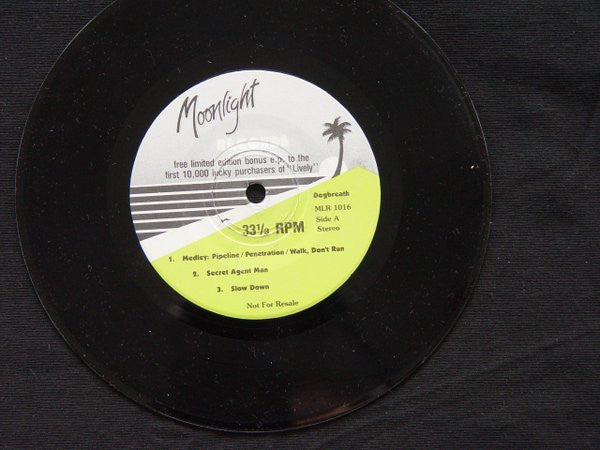 Moonlight
free limited edition bonus e.p. to the
first 10.000 lucky purchasers of "Lively"
Dogbreath
MLR 1016
Side A
Stereo
33⅓ RPM
1. Medley: Pipeline / Penetration / Walk, Don't Run
2. Secret Agent Man
3. Slow Down
Not For Resale